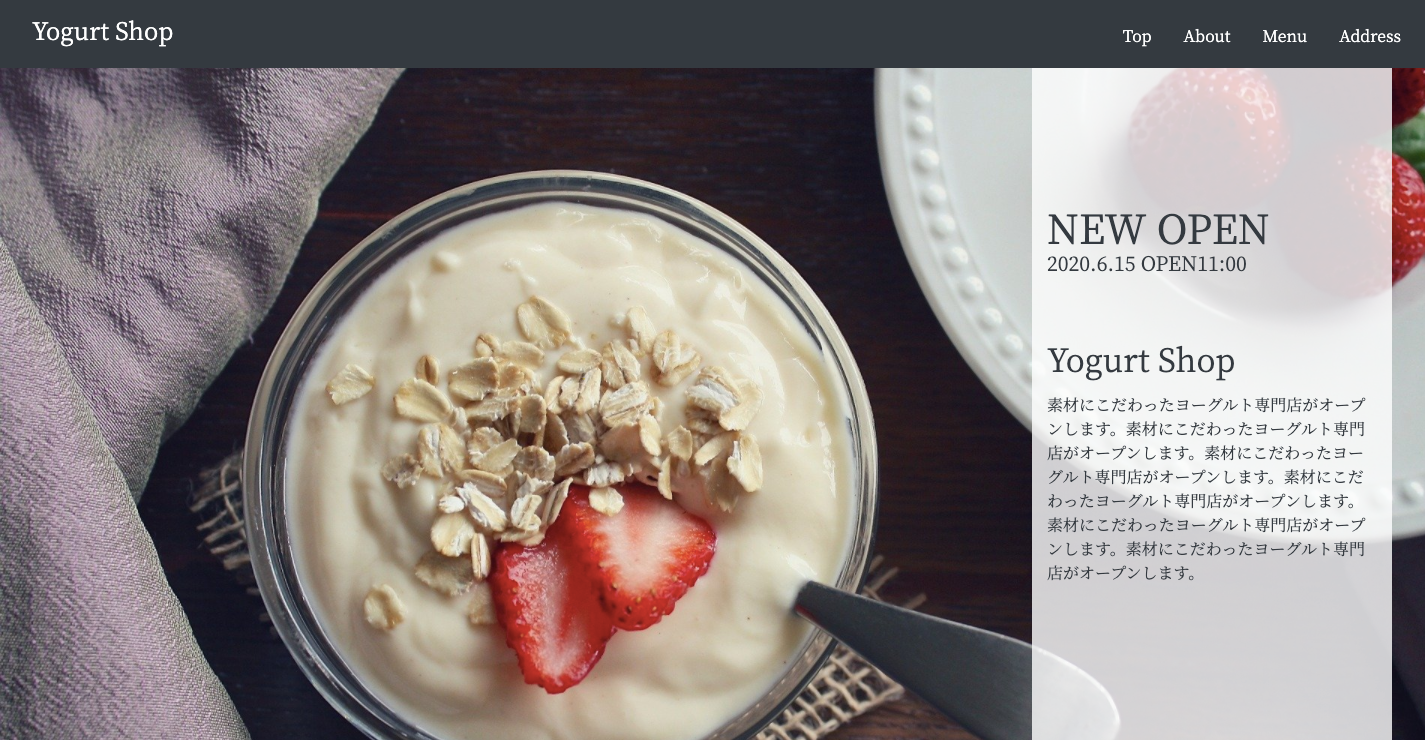 Yogurt Shop
Top About Menu Address
NEW OPEN
2020.6.15 OPEN11:00
Yogurt Shop
素材にこだわったヨーグルト専門店がオープ
ンします。素材にこだわったヨーグルト専門
店がオープンします。素材にこだわったヨー
グルト専門店がオープンします。素材にこだ
わったヨーグルト専門店がオープンします。
素材にこだわったヨーグルト専門店がオープ
ンします。素材にこだわったヨーグルト専門
店がオープンします。